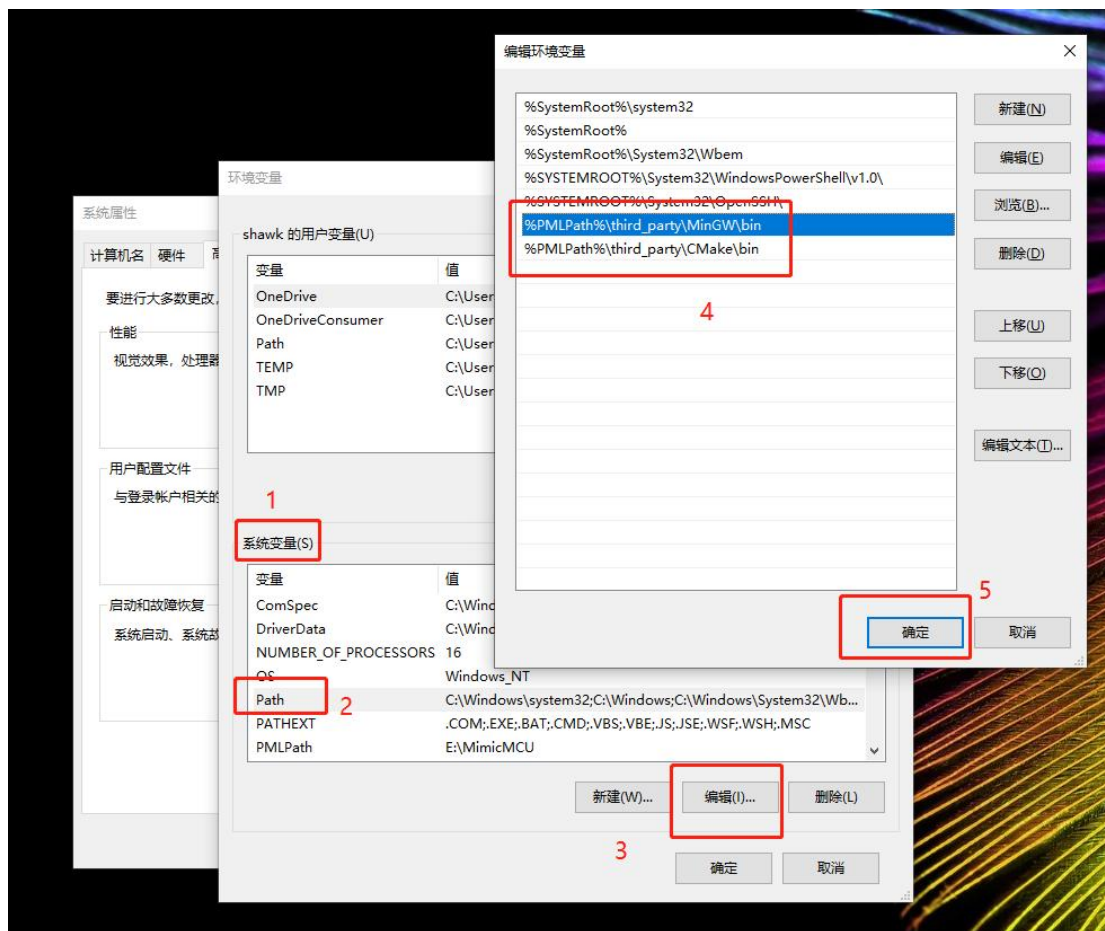 编辑环境变量
%SystemRoot%\system32
%SystemRoot%
%SystemRoot%\System32\Wbem
%SYSTEMROOT%\System32\WindowsPowerShell\v1.0\
%SYSTEMROOT%\System32\OpenSSH\
%PMLPath%\third_party\MinGW\bin
%PMLPath%\third_party\CMake\bin
4
新建(N)
编辑(E)
浏览(B)...
删除(D)
上移(U)
下移(O)
编辑文本(T)...
5
确定
取消
环境变量
shawk 的用户变量(U)
变量 值
OneDrive C:\User
OneDriveConsumer C:\User
Path C:\User
TEMP C:\User
TMP C:\User
1
系统变量(S)
变量 值
ComSpec C:\Wind
DriverData C:\Wind
NUMBER_OF_PROCESSORS 16
OS Windows_NT
Path C:\Windows\system32;C:\Windows;C:\Windows\System32\Wb...
2
PATHEXT .COM;.EXE;.BAT;.CMD;.VBS;.VBE;.JS;.JSE;.WSF;.WSH;.MSC
PMLPath E:\MimicMCU
新建(W)...
编辑(I)...
删除(L)
3
确定
取消
系统属性
计算机名
硬件
要进行大多数更改,
性能
视觉效果，处理器
用户配置文件
与登录帐户相关的
启动和故障恢复
系统启动、系统故